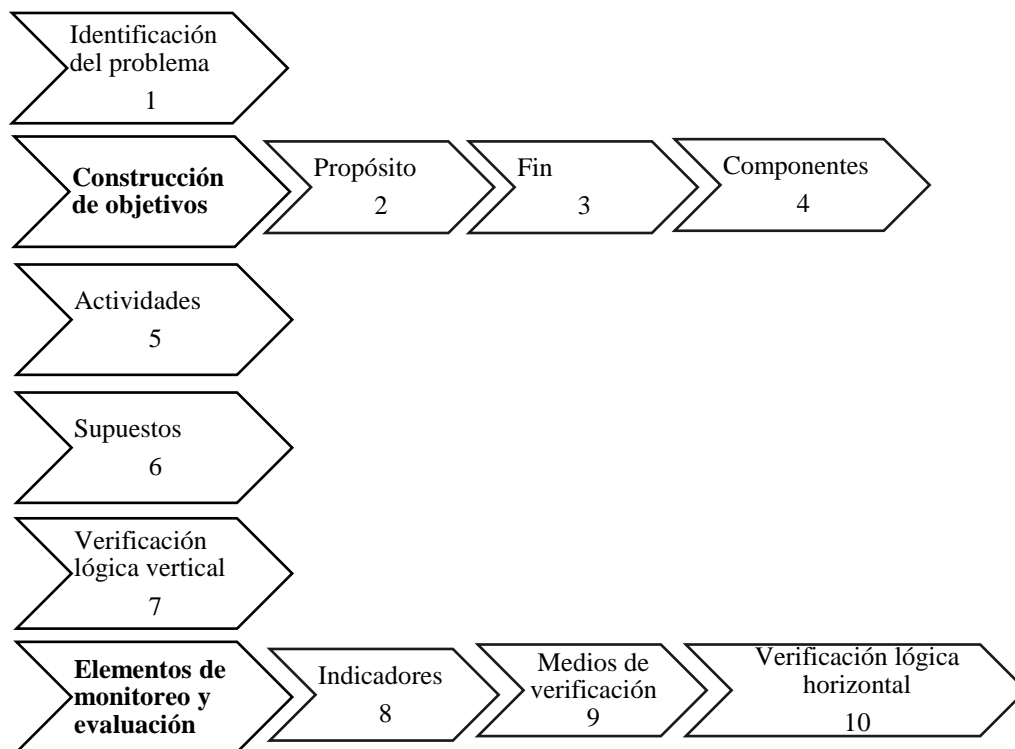 Identificación
del problema
1
Construcción
de objetivos
Propósito
2
Fin
3
Componentes
4
Actividades
5
Supuestos
6
Verificación
lógica vertical
7
Elementos de
monitoreo y
evaluación
Indicadores
8
Medios de
verificación
9
Verificación lógica
horizontal
10